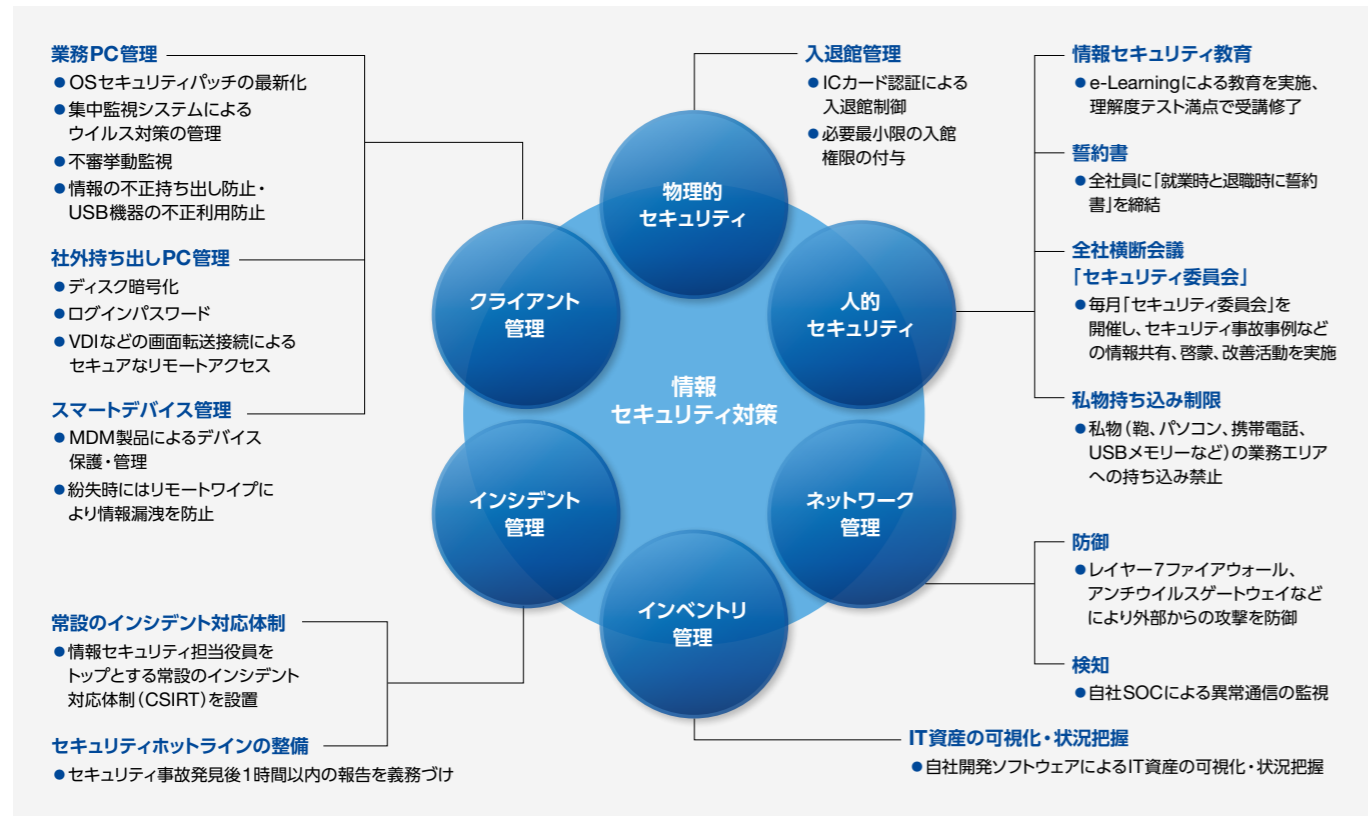 業務PC管理
●OSセキュリティパッチの最新化
●集中監視システムによる
ウイルス対策の管理
●不審挙動監視
●情報の不正持ち出し防止・
USB機器の不正利用防止
社外持ち出しPC管理
●ディスク暗号化
●ログインパスワード
●VDIなどの画面転送接続による
セキュアなリモートアクセス
スマートデバイス管理
●MDM製品によるデバイス
保護・管理
●紛失時にはリモートワイプに
より情報漏洩を防止
常設のインシデント対応体制
●情報セキュリティ担当役員を
トップとする常設のインシデント
対応体制(CSIRT)を設置
セキュリティホットラインの整備
●セキュリティ事故発見後1時間以内の報告を義務づけ
物理的
セキュリティ
クライアント
管理
人的
セキュリティ
情報
セキュリティ対策
インシデント
管理
ネットワーク
管理
インベントリ
管理
入退館管理
●ICカード認証による
入退館制御
●必要最小限の入館
権限の付与
情報セキュリティ教育
●e-Learningによる教育を実施、
理解度テスト満点で受講修了
誓約書
●全社員に「就業時と退職時に誓約
書」を締結
全社横断会議
「セキュリティ委員会」
●毎月「セキュリティ委員会」を
開催し、セキュリティ事故事例など
の情報共有、啓蒙、改善活動を実施
私物持ち込み制限
●私物(鞄、パソコン、携帯電話、
USBメモリーなど)の業務エリア
への持ち込み禁止
防御
●レイヤー7ファイアウォール、
アンチウイルスゲートウェイなど
により外部からの攻撃を防御
検知
●自社SOCによる異常通信の監視
IT資産の可視化・状況把握
●自社開発ソフトウェアによるIT資産の可視化・状況把握